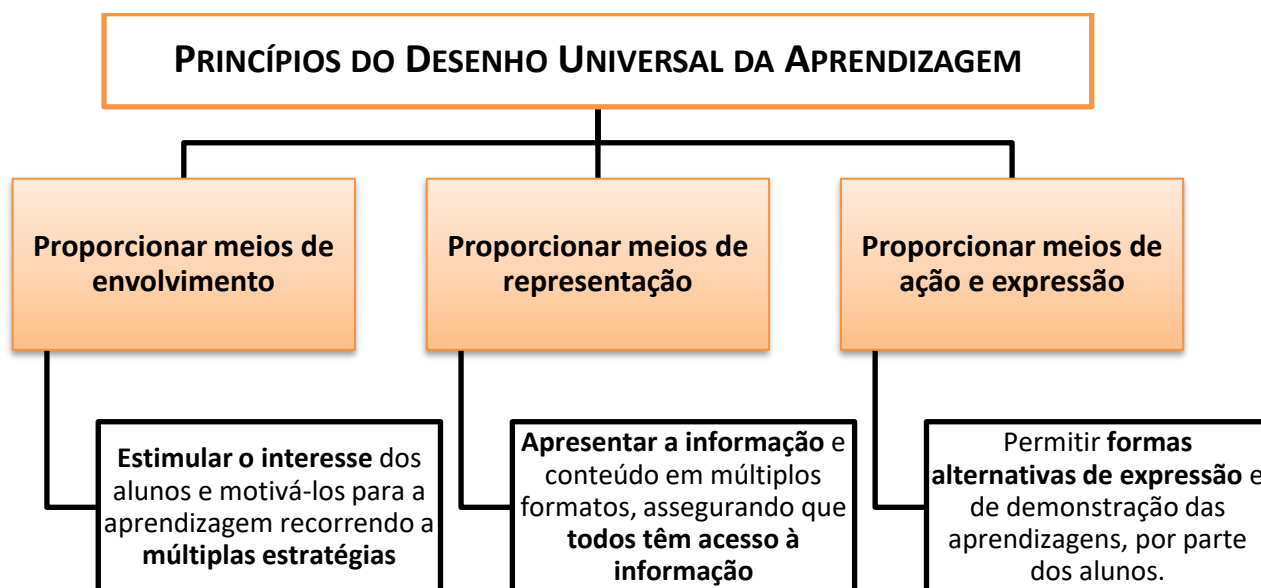 PRINCÍPIOS DO DESENHO UNIVERSAL DA APRENDIZAGEM
Proporcionar meios de
envolvimento
Proporcionar meios de
representação
Proporcionar meios de
ação e expressão
Estimular o interesse dos
alunos e motivá-los para a
aprendizagem recorrendo a
múltiplas estratégias
Apresentar a informação e
conteúdo em múltiplos
formatos, assegurando que
todos têm acesso à
informação
Permitir formas
alternativas de expressão e
de demonstração das
aprendizagens, por parte
dos alunos.